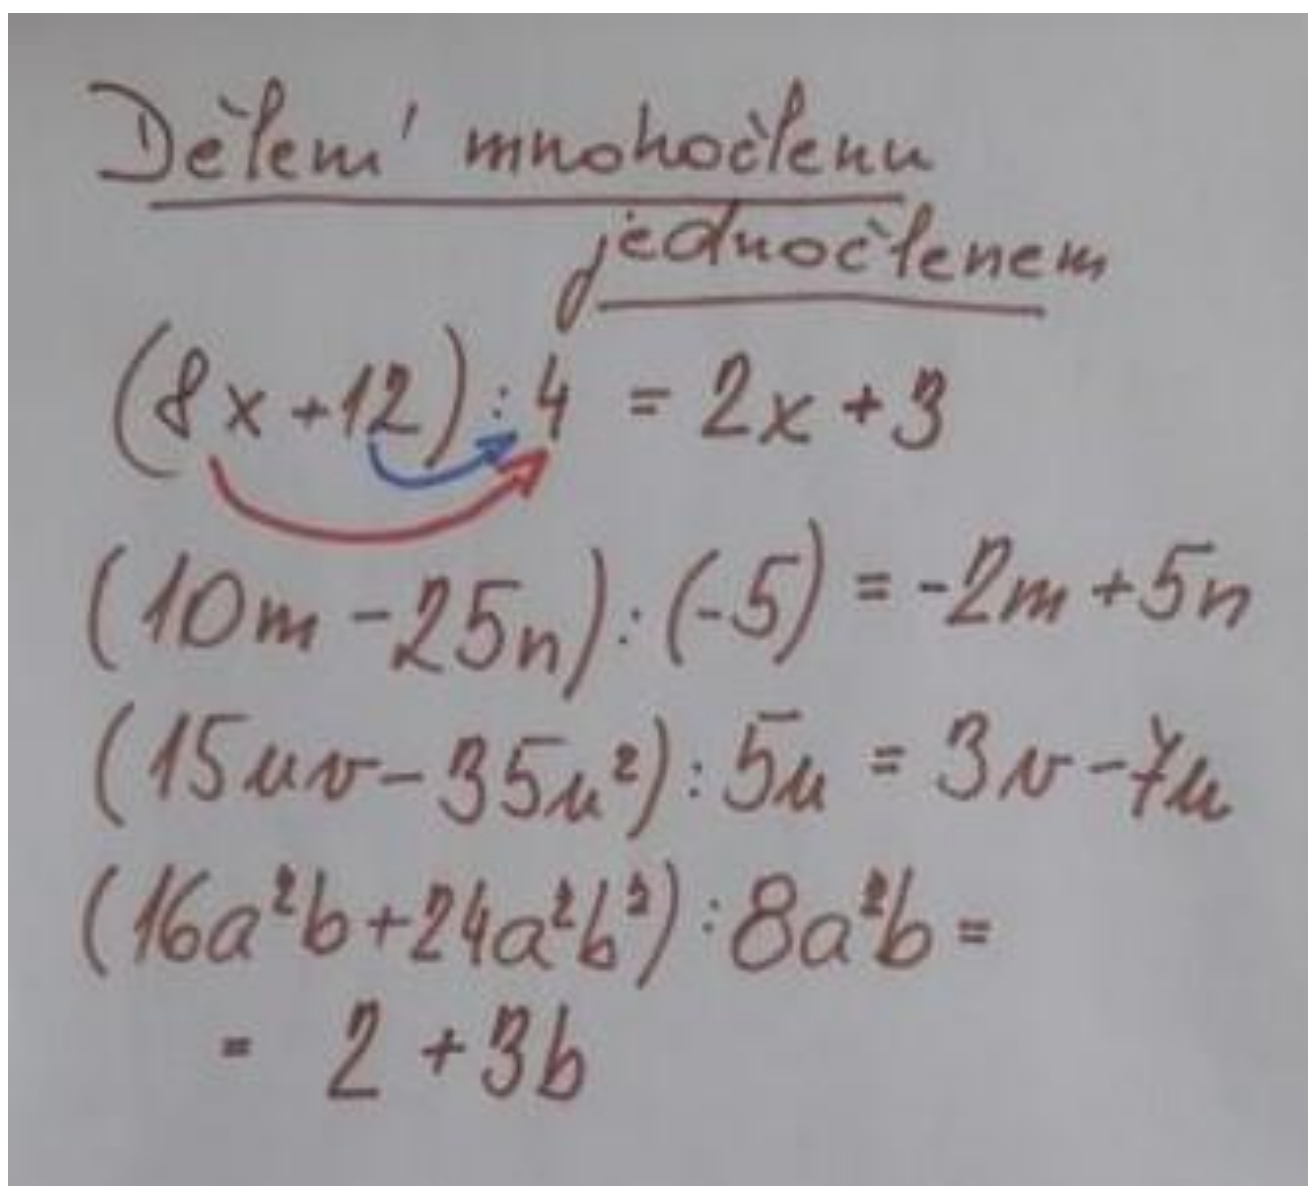 Dělení mnohočlenu
jednočlenem
(8x+12):4 = 2x+3
(10m-25n):(-5) = -2m+5n
(15uv-35u²):5u = 3v-7u
(16a²b+24a²b²):8a²b=
= 2+3b